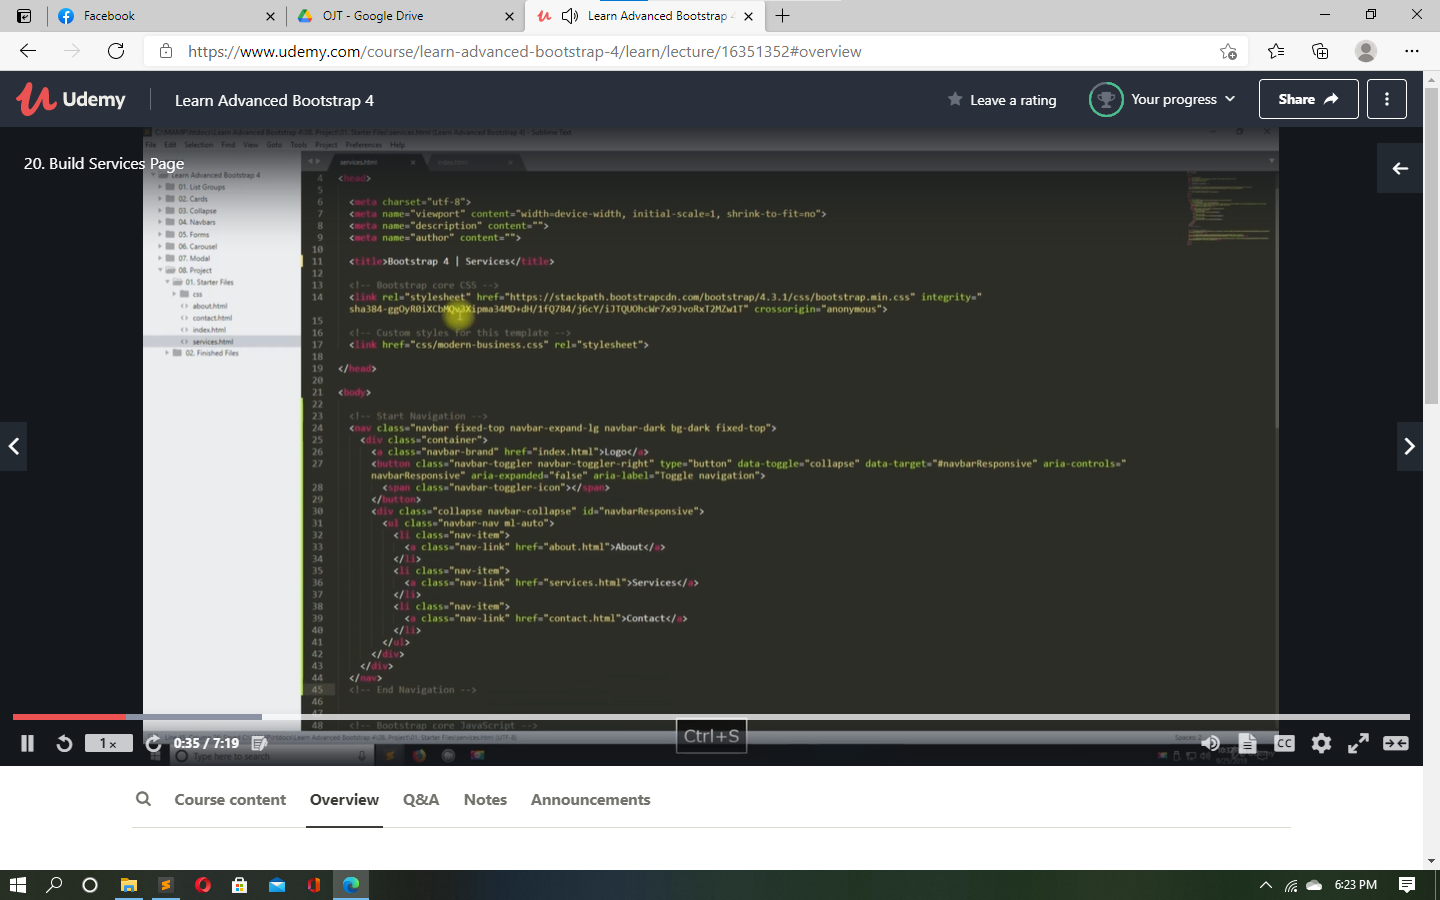 Facebook
OJT - Google Drive
Learn Advanced Bootstrap 4
https://www.udemy.com/course/learn-advanced-bootstrap-4/learn/lecture/16351352#overview
Udemy
Learn Advanced Bootstrap 4
Leave a rating
Your progress
Share
20. Build Services Page
File Edit Selection Find View Goto Tools Project Preferences Help
services.html
index.html
Learn Advanced Bootstrap 4
01. List Groups
02. Cards
03. Collapse
04. Navbars
05. Forms
06. Carousel
07. Modal
08. Project
01. Starter Files
css
about.html
contact.html
index.html
services.html
02. Finished Files
4 <head>
5
6 <meta charset="utf-8">
7 <meta name="viewport" content="width=device-width, initial-scale=1, shrink-to-fit=no">
8 <meta name="description" content="">
9 <meta name="author" content="">
10
11 <title>Bootstrap 4 | Services</title>
12
13 <!-- Bootstrap core CSS -->
14 <link rel="stylesheet" href="https://stackpath.bootstrapcdn.com/bootstrap/4.3.1/css/bootstrap.min.css" integrity="
sha384-ggOyR0iXCbMQv3Xipma34MD+dH/1fQ784/j6cY/iJTQUOhcWr7x9JvoRxT2MZw1T" crossorigin="anonymous">
15
16 <!-- Custom styles for this template -->
17 <link href="css/modern-business.css" rel="stylesheet">
18
19 </head>
20
21 <body>
22
23 <!-- Start Navigation -->
24 <nav class="navbar fixed-top navbar-expand-lg navbar-dark bg-dark fixed-top">
25 <div class="container">
26 <a class="navbar-brand" href="index.html">Logo</a>
27 <button class="navbar-toggler navbar-toggler-right" type="button" data-toggle="collapse" data-target="#navbarResponsive" aria-controls="
navbarResponsive" aria-expanded="false" aria-label="Toggle navigation">
28 <span class="navbar-toggler-icon"></span>
29 </button>
30 <div class="collapse navbar-collapse" id="navbarResponsive">
31 <ul class="navbar-nav ml-auto">
32 <li class="nav-item">
33 <a class="nav-link" href="about.html">About</a>
34 </li>
35 <li class="nav-item">
36 <a class="nav-link" href="services.html">Services</a>
37 </li>
38 <li class="nav-item">
39 <a class="nav-link" href="contact.html">Contact</a>
40 </li>
41 </ul>
42 </div>
43 </div>
44 </nav>
45 <!-- End Navigation -->
46
47
48 <!-- Bootstrap core JavaScript -->
Ctrl+S
1x
0:35 / 7:19
CC
Type here to search
Course content
Overview
Q&A
Notes
Announcements
6:23 PM